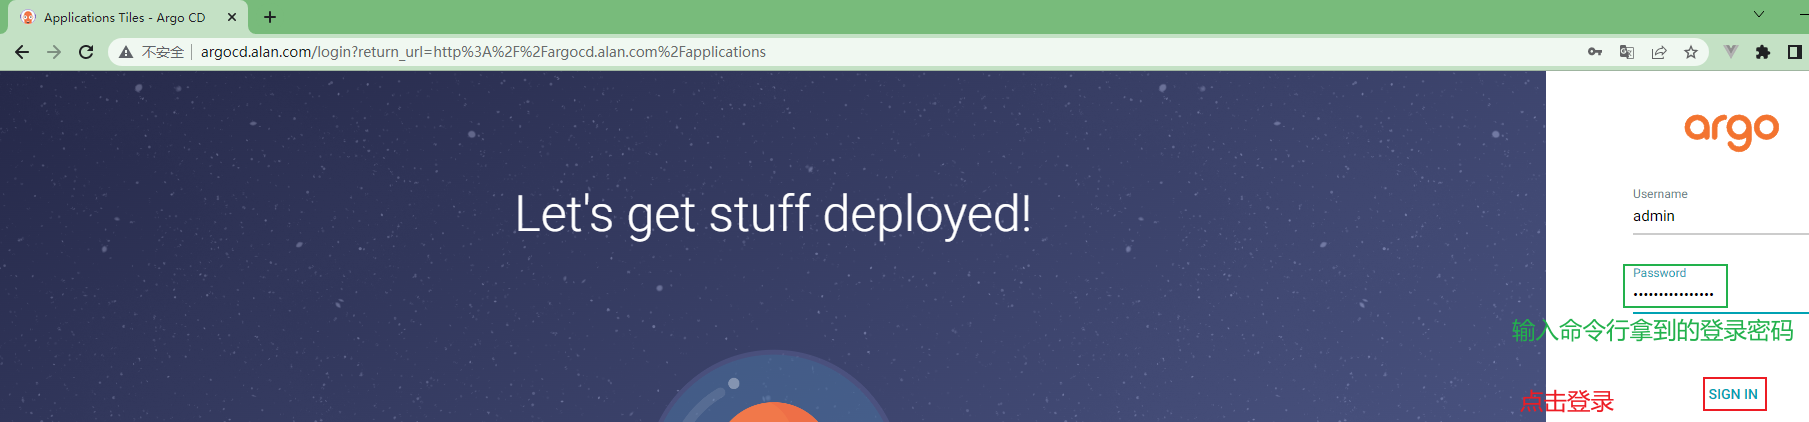 Applications Tiles - Argo CD
不安全
argocd.alan.com/login?return_url=http%3A%2F%2Fargocd.alan.com%2Fapplications
argo
Let's get stuff deployed!
Username
admin
Password
••••••••••••••••
输入命令行拿到的登录密码
点击登录
SIGN IN